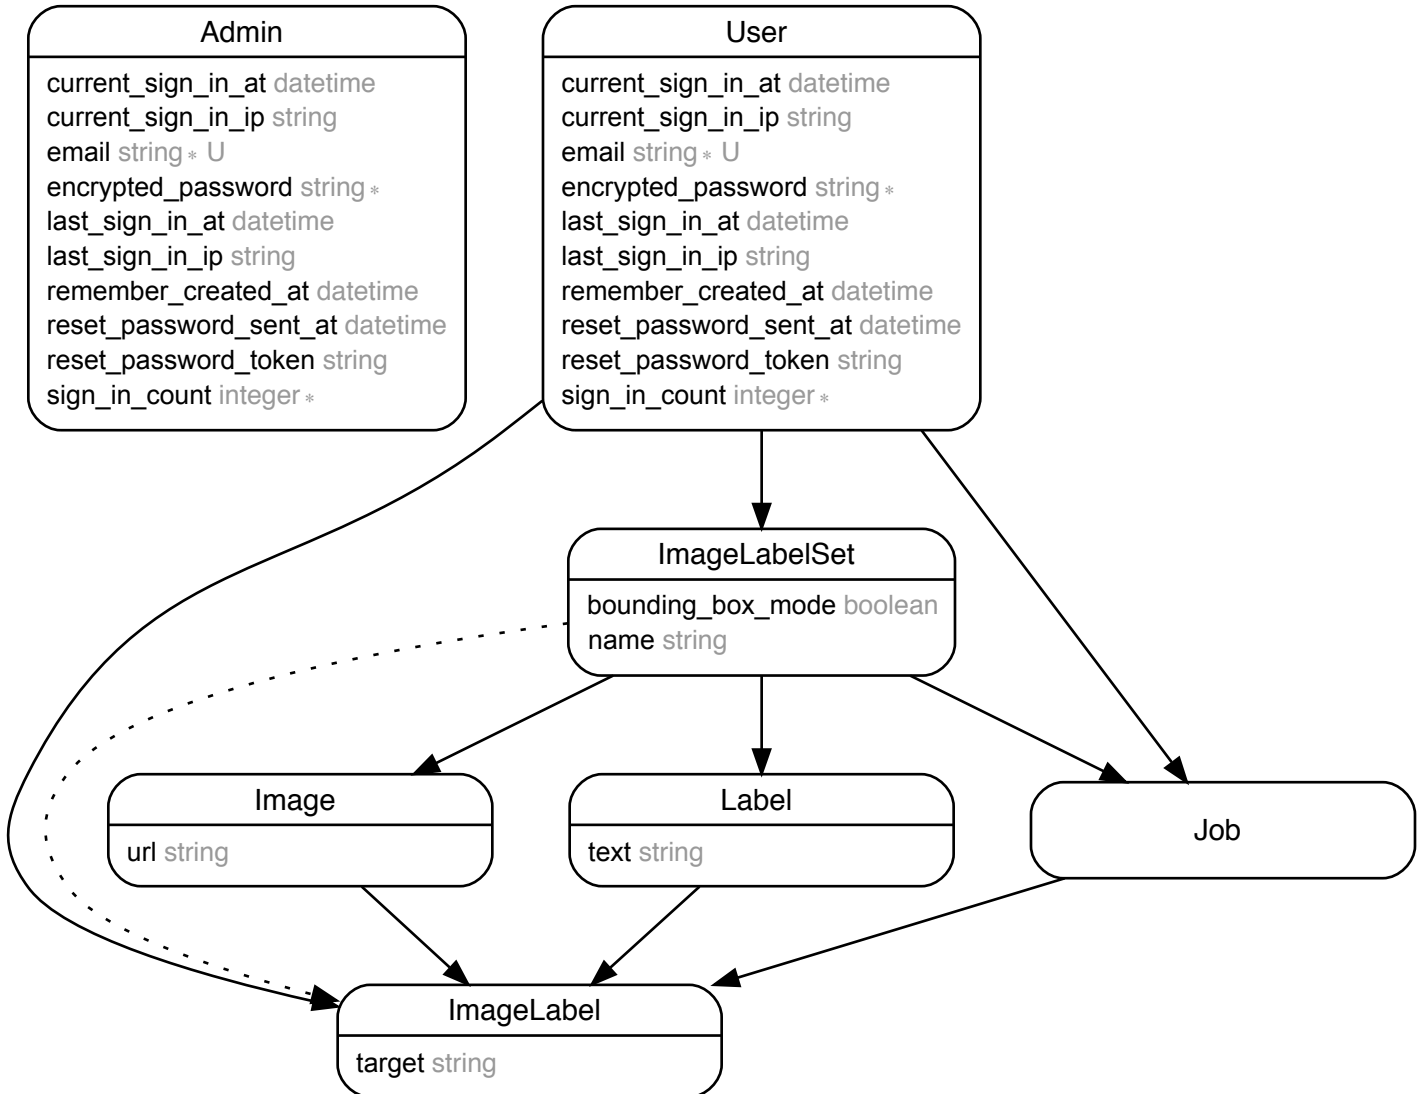 Admin
current_sign_in_at datetime
current_sign_in_ip string
email string * U
encrypted_password string *
last_sign_in_at datetime
last_sign_in_ip string
remember_created_at datetime
reset_password_sent_at datetime
reset_password_token string
sign_in_count integer *
User
current_sign_in_at datetime
current_sign_in_ip string
email string * U
encrypted_password string *
last_sign_in_at datetime
last_sign_in_ip string
remember_created_at datetime
reset_password_sent_at datetime
reset_password_token string
sign_in_count integer *
ImageLabelSet
bounding_box_mode boolean
name string
Image
url string
Label
text string
Job
ImageLabel
target string